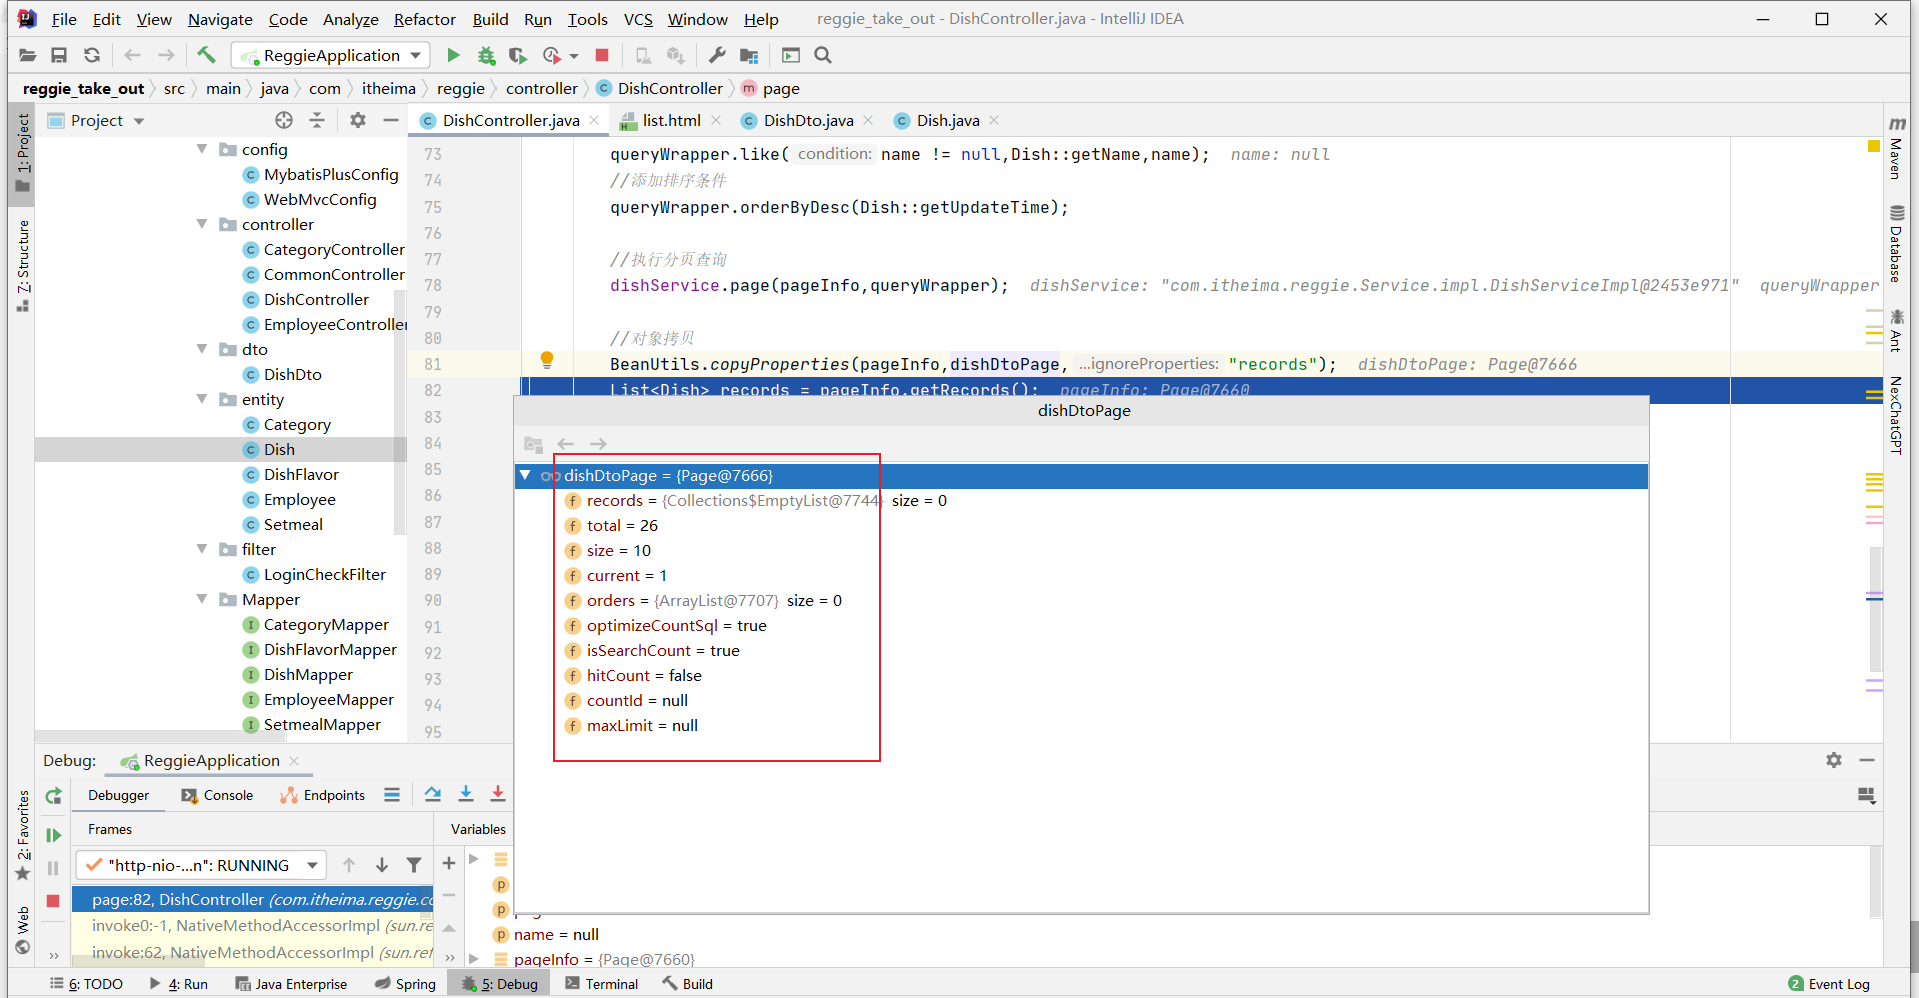 File Edit View Navigate Code Analyze Refactor Build Run Tools VCS Window Help reggie_take_out - DishController.java - IntelliJ IDEA
ReggieApplication
reggie_take_out src main java com itheima reggie controller DishController page
Project
DishController.java list.html DishDto.java Dish.java
1: Project
7: Structure
2: Favorites
Web
config
MybatisPlusConfig
WebMvcConfig
controller
CategoryController
CommonController
DishController
EmployeeController
dto
DishDto
entity
Category
Dish
DishFlavor
Employee
Setmeal
filter
LoginCheckFilter
Mapper
CategoryMapper
DishFlavorMapper
DishMapper
EmployeeMapper
SetmealMapper
73 queryWrapper.like( condition: name != null,Dish::getName,name); name: null
74 //添加排序条件
75 queryWrapper.orderByDesc(Dish::getUpdateTime);
76
77 //执行分页查询
78 dishService.page(pageInfo,queryWrapper); dishService: "com.itheima.reggie.Service.impl.DishServiceImpl@2453e971" queryWrapper
79
80 //对象拷贝
81 BeanUtils.copyProperties(pageInfo,dishDtoPage, ...ignoreProperties: "records"); dishDtoPage: Page@7666
82 List<Dish> records = pageInfo.getRecords(); pageInfo: Page@7660
83
84
85
86
87
88
89
90
91
92
93
94
95
dishDtoPage
dishDtoPage = {Page@7666}
records = {Collections$EmptyList@7744} size = 0
total = 26
size = 10
current = 1
orders = {ArrayList@7707} size = 0
optimizeCountSql = true
isSearchCount = true
hitCount = false
countId = null
maxLimit = null
Maven
Database
Ant
NexChatGPT
Debug: ReggieApplication
Debugger Console Endpoints
Frames Variables
"http-nio-...n": RUNNING
page:82, DishController (com.itheima.reggie.co
invoke0:-1, NativeMethodAccessorImpl (sun.re
invoke:62, NativeMethodAccessorImpl (sun.ref
name = null
pageInfo = {Page@7660}
6: TODO 4: Run Java Enterprise Spring 5: Debug Terminal Build 2 Event Log